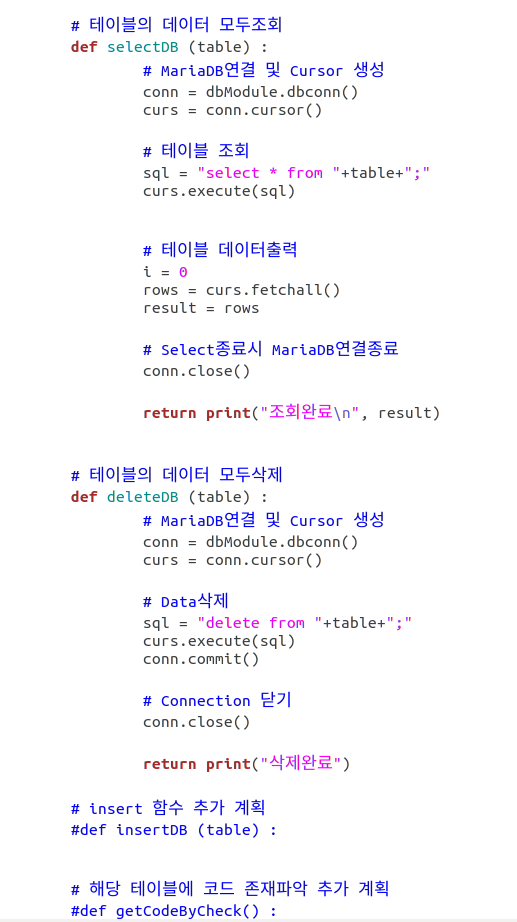 # 테이블의 데이터 모두조회
def selectDB (table) :
# MariaDB연결 및 Cursor 생성
conn = dbModule.dbconn()
curs = conn.cursor()
# 테이블 조회
sql = "select * from "+table+";"
curs.execute(sql)
# 테이블 데이터출력
i = 0
rows = curs.fetchall()
result = rows
# Select종료시 MariaDB연결종료
conn.close()
return print("조회완료\n", result)
# 테이블의 데이터 모두삭제
def deleteDB (table) :
# MariaDB연결 및 Cursor 생성
conn = dbModule.dbconn()
curs = conn.cursor()
# Data삭제
sql = "delete from "+table+";"
curs.execute(sql)
conn.commit()
# Connection 닫기
conn.close()
return print("삭제완료")
# insert 함수 추가 계획
#def insertDB (table) :
# 해당 테이블에 코드 존재파악 추가 계획
#def getCodeByCheck() :